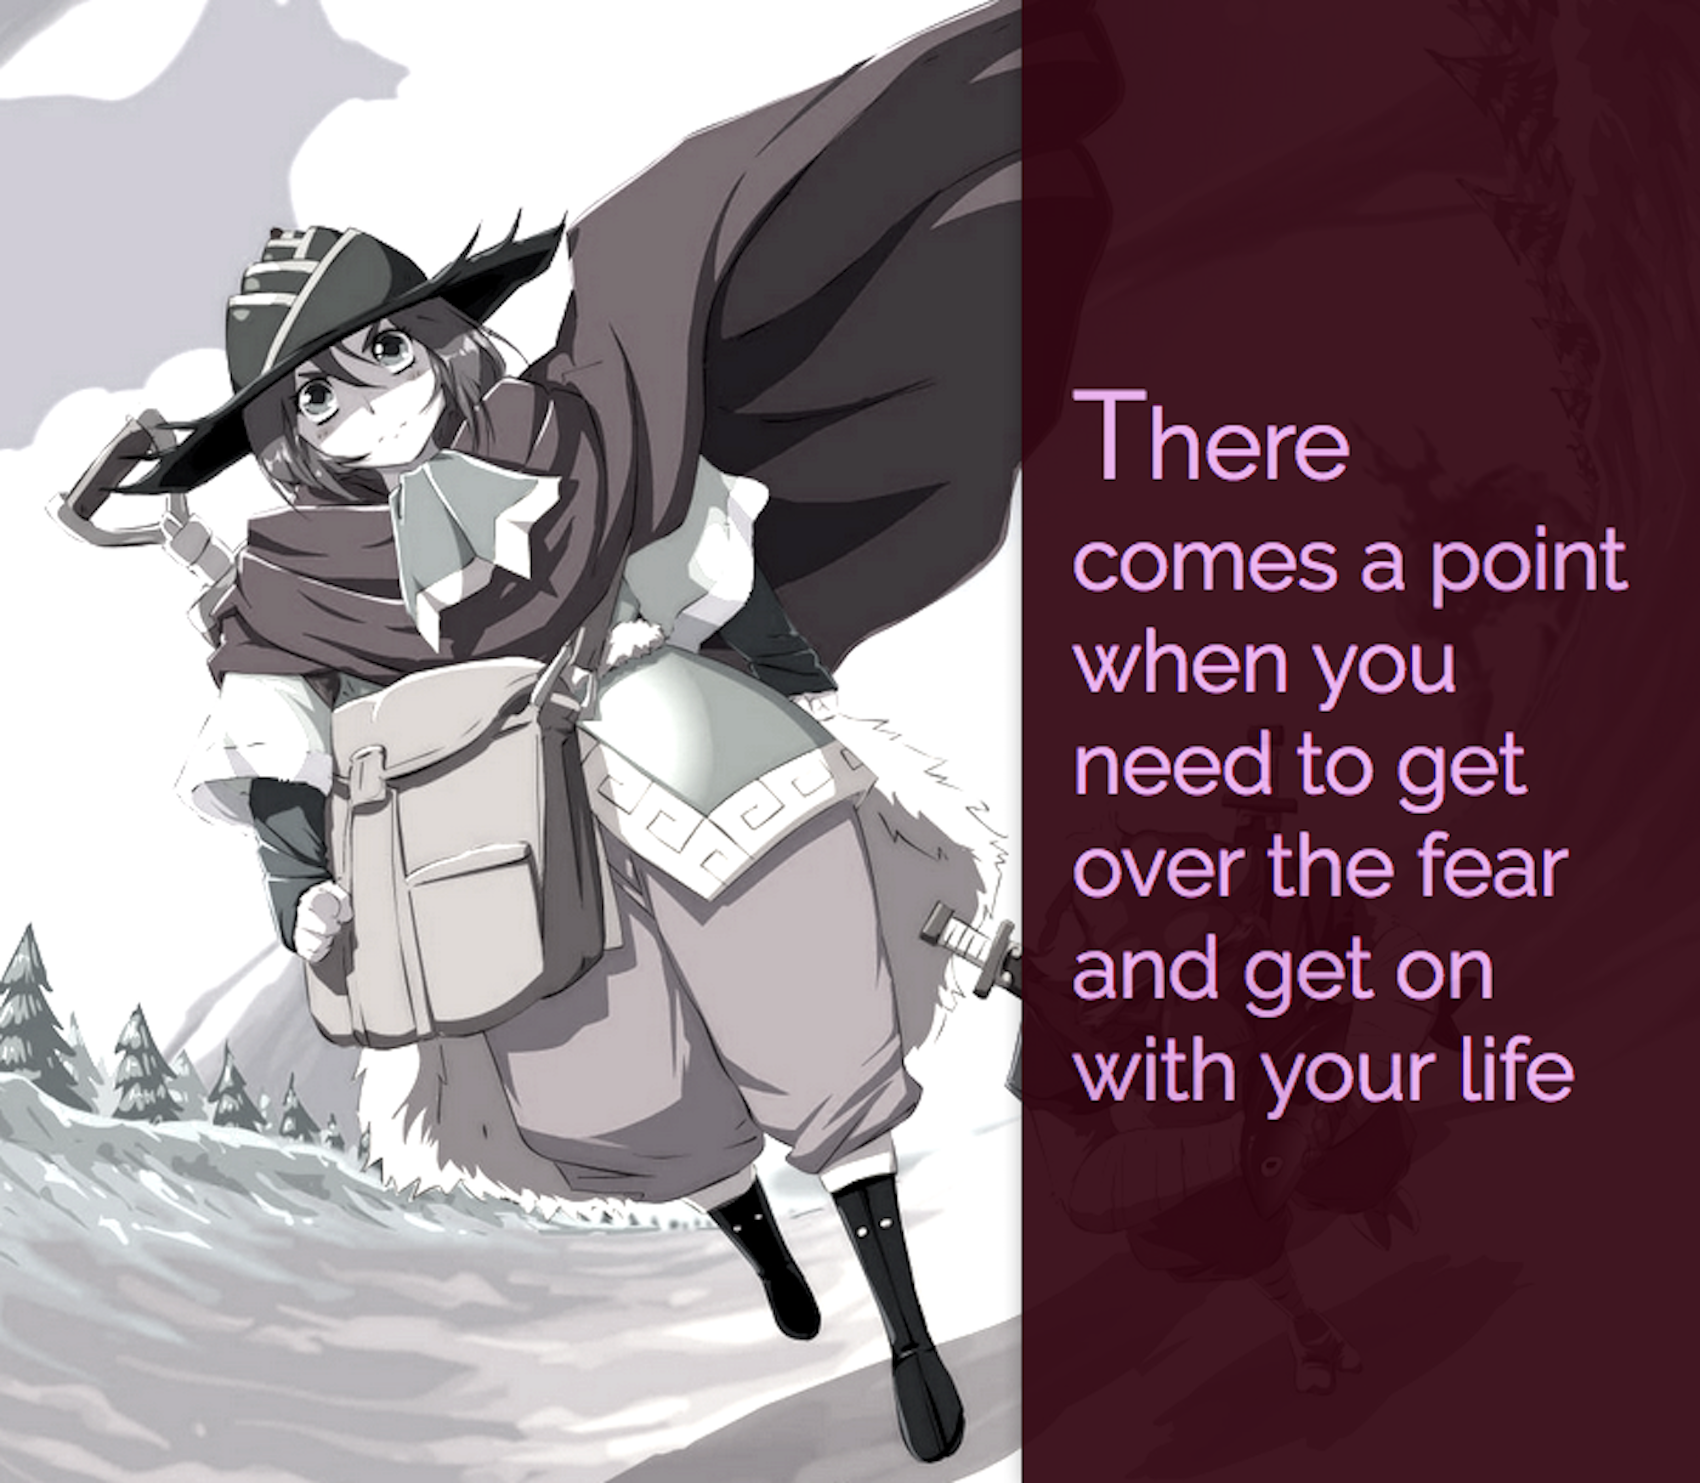 There
comes a point
when you
need to get
over the fear
and get on
with your life